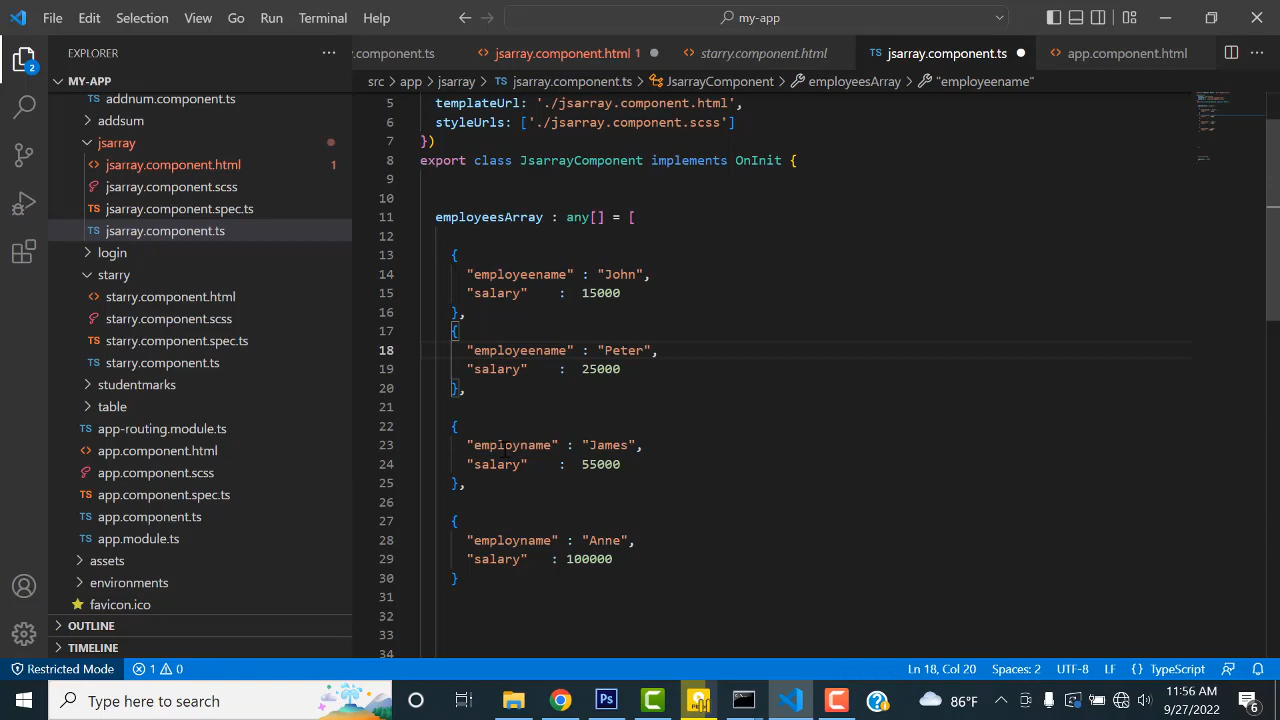 File Edit Selection View Go Run Terminal Help
my-app
EXPLORER
MY-APP
addnum.component.ts
addsum
jsarray
jsarray.component.html 1
jsarray.component.scss
jsarray.component.spec.ts
jsarray.component.ts
login
starry
starry.component.html
starry.component.scss
starry.component.spec.ts
starry.component.ts
studentmarks
table
app-routing.module.ts
app.component.html
app.component.scss
app.component.spec.ts
app.component.ts
app.module.ts
assets
environments
favicon.ico
OUTLINE
TIMELINE
component.ts jsarray.component.html 1 starry.component.html TS jsarray.component.ts app.component.html
src > app > jsarray > TS jsarray.component.ts > JsarrayComponent > employeesArray > "employeename"
5 templateUrl: './jsarray.component.html',
6 styleUrls: ['./jsarray.component.scss']
7 })
8 export class JsarrayComponent implements OnInit {
9
10
11 employeesArray : any[] = [
12
13 {
14 "employeename" : "John",
15 "salary" : 15000
16 },
17 {
18 "employeename" : "Peter",
19 "salary" : 25000
20 },
21
22 {
23 "employname" : "James",
24 "salary" : 55000
25 },
26
27 {
28 "employname" : "Anne",
29 "salary" : 100000
30 }
31
32
33
34
Restricted Mode 1 0 Ln 18, Col 20 Spaces: 2 UTF-8 LF {} TypeScript
Type here to search 86°F 11:56 AM
9/27/2022